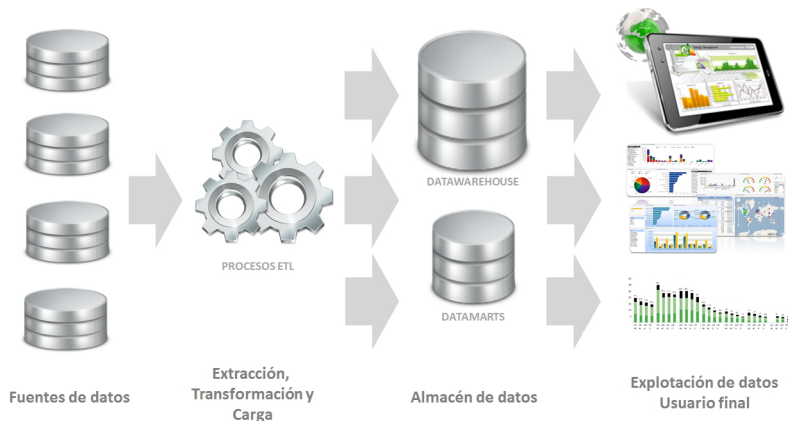 DATAWAREHOUSE
PROCESOS ETL
DATAMARTS
Fuentes de datos
Extracción,
Transformación y
Carga
Almacén de datos
Explotación de datos
Usuario final